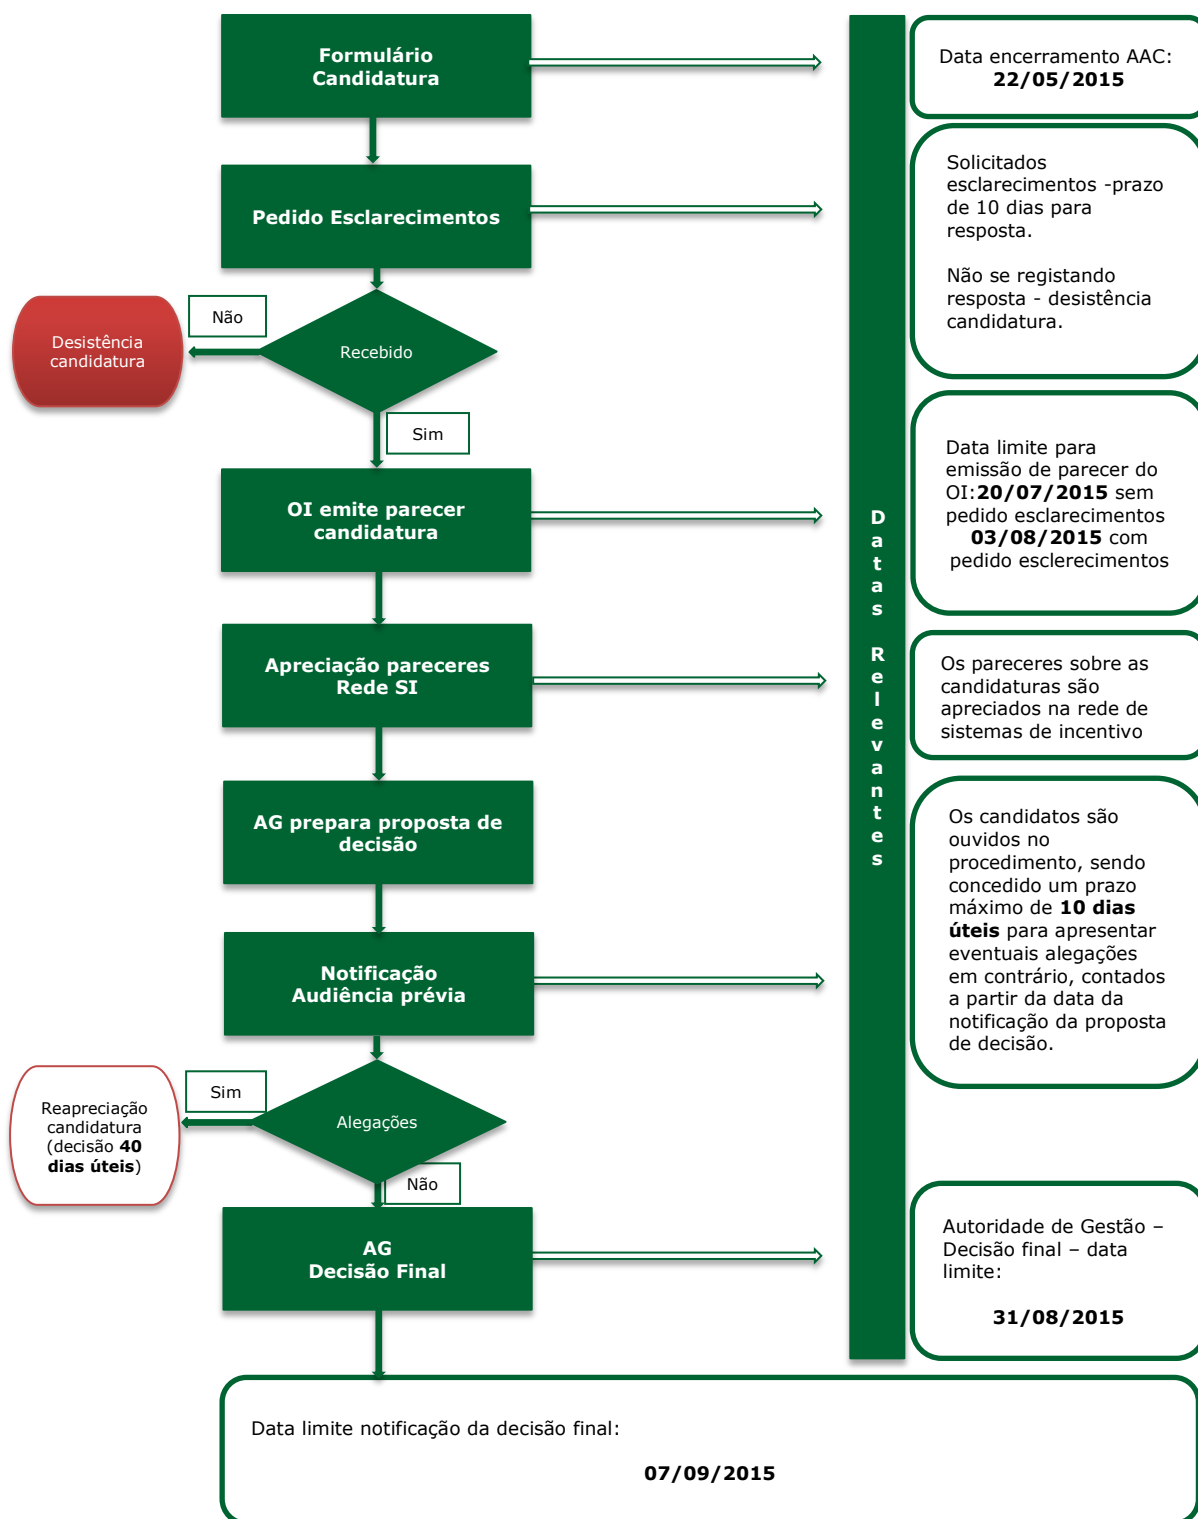 Formulário
Candidatura
Data encerramento AAC:
22/05/2015
Pedido Esclarecimentos
Solicitados
esclarecimentos -prazo
de 10 dias para
resposta.
Não se registando
resposta - desistência
candidatura.
Não
Desistência
candidatura
Recebido
Sim
OI emite parecer
candidatura
Data limite para
emissão de parecer do
OI:20/07/2015 sem
pedido esclarecimentos
03/08/2015 com
pedido esclerecimentos
Datas Relevantes
Apreciação pareceres
Rede SI
Os pareceres sobre as
candidaturas são
apreciados na rede de
sistemas de incentivo
AG prepara proposta de
decisão
Os candidatos são
ouvidos no
procedimento, sendo
concedido um prazo
máximo de 10 dias
úteis para apresentar
eventuais alegações
em contrário, contados
a partir da data da
notificação da proposta
de decisão.
Notificação
Audiência prévia
Sim
Reapreciação
candidatura
(decisão 40
dias úteis)
Alegações
Não
AG
Decisão Final
Autoridade de Gestão –
Decisão final – data
limite:
31/08/2015
Data limite notificação da decisão final:
07/09/2015